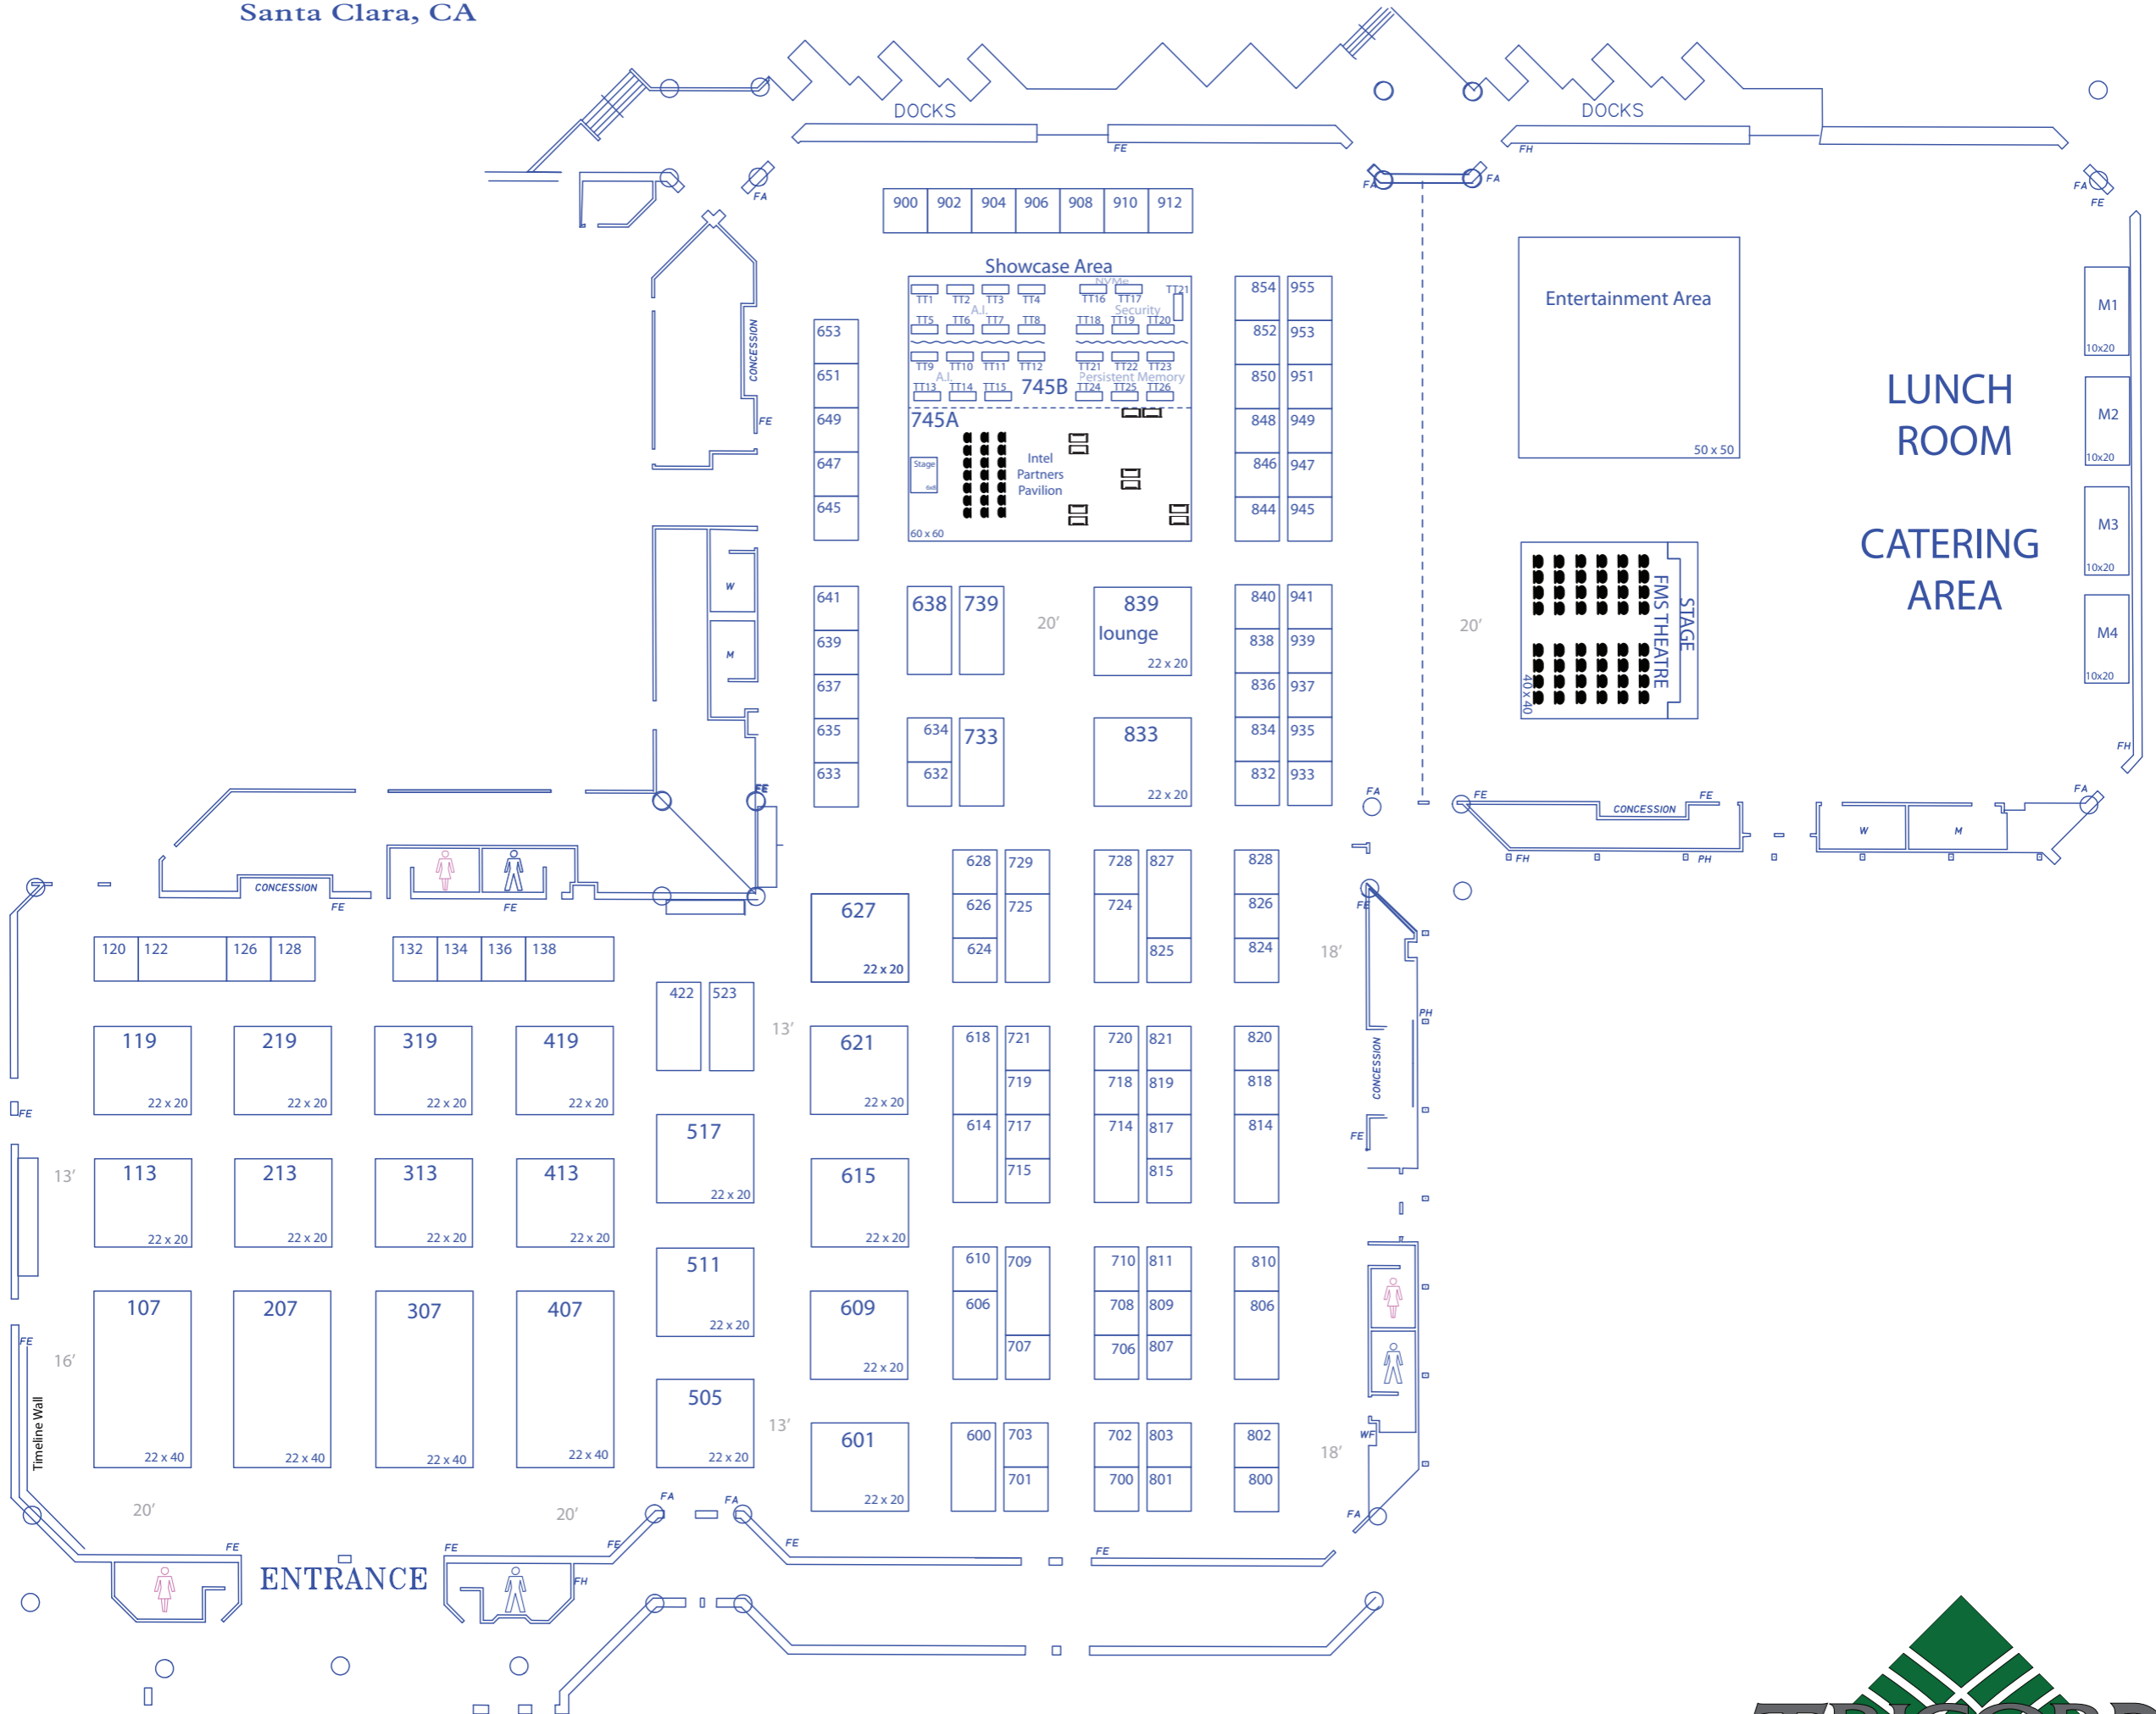 Santa Clara, CA
DOCKS
DOCKS
FE
FH
FA
FA
FA
FA
FE
900 902 904 906 908 910 912
Showcase Area
NVMe
TT1 TT2 TT3 TT4 TT16 TT17 TT21
A.I. Security
TT5 TT6 TT7 TT8 TT18 TT19 TT20
TT9 TT10 TT11 TT12 TT21 TT22 TT23
A.I. Persistent Memory
TT13 TT14 TT15 745B TT24 TT25 TT26
745A
Stage
6x8
Intel
Partners
Pavilion
60 x 60
CONCESSION
FE
653
651
649
647
645
854 955
852 953
850 951
848 949
846 947
844 945
Entertainment Area
50 x 50
LUNCH
ROOM
CATERING
AREA
M1
10x20
M2
10x20
M3
10x20
M4
10x20
W
M
641
639
637
635
633
638 739
20'
839
lounge
22 x 20
634 733
632
833
22 x 20
840 941
838 939
836 937
834 935
832 933
20'
STAGE
FMS THEATRE
40 x 40
FH
FE
FA
FE
CONCESSION
FE
W
M
FA
FH
PH
CONCESSION
FE
FE
120 122 126 128
132 134 136 138
627
22 x 20
628 729
626 725
624
728 827
724
825
828
826
824
18'
FE
422 523
13'
119
22 x 20
219
22 x 20
319
22 x 20
419
22 x 20
621
22 x 20
618 721
719
614 717
715
720 821
718 819
714 817
815
820
818
814
PH
CONCESSION
FE
FE
13'
113
22 x 20
213
22 x 20
313
22 x 20
413
22 x 20
517
22 x 20
615
22 x 20
511
22 x 20
609
22 x 20
610 709
606
707
710 811
708 809
706 807
810
806
FE
16'
Timeline Wall
107
22 x 40
207
22 x 40
307
22 x 40
407
22 x 40
505
22 x 20
13'
601
22 x 20
600 703
701
702 803
700 801
802
800
18'
WF
FA
20'
20'
FA
FA
FE
FE
FE
FE
FE
FH
ENTRANCE